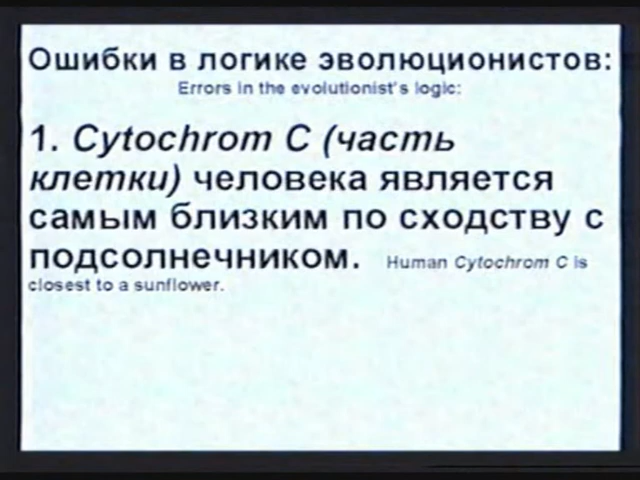 Ошибки в логике эволюционистов:
Errors in the evolutionist's logic:
1. Cytochrom C (часть
клетки) человека является
самым близким по сходству с
подсолнечником. Human Cytochrom C is
closest to a sunflower.